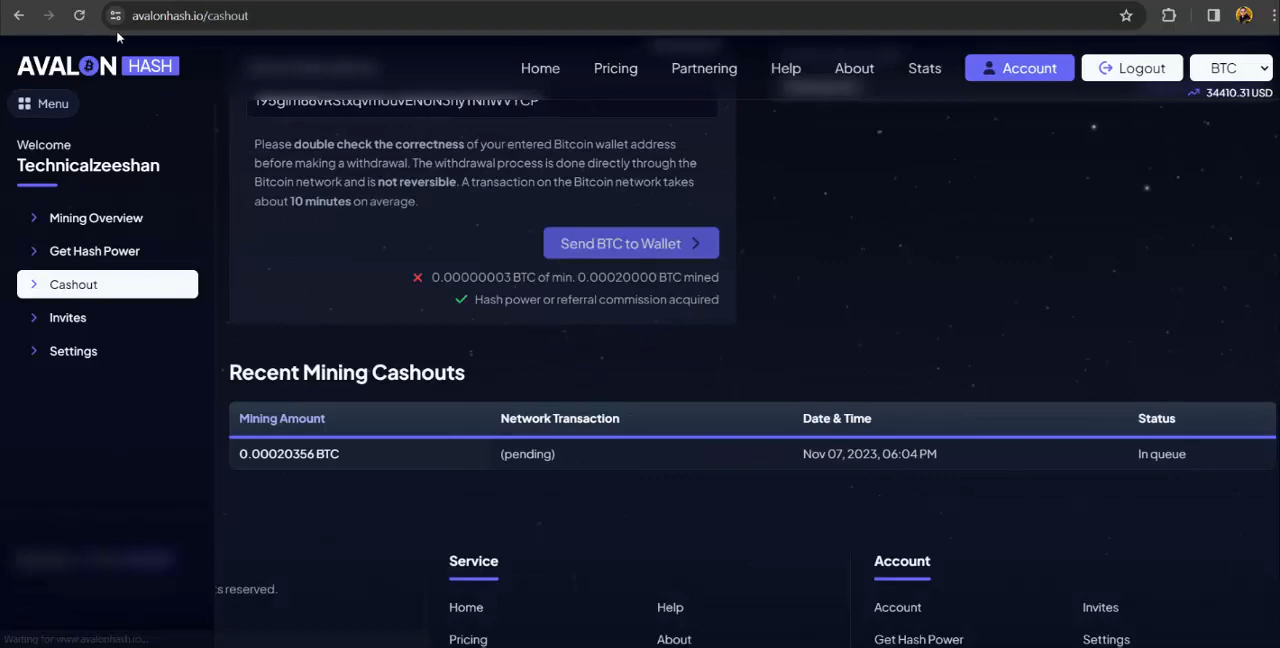 avalonhash.io/cashout
AVALON HASH
Home
Pricing
Partnering
Help
About
Stats
Account
Logout
BTC
34410.31 USD
Menu
Welcome
Technicalzeeshan
Mining Overview
Get Hash Power
Cashout
Invites
Settings
Please double check the correctness of your entered Bitcoin wallet address
before making a withdrawal. The withdrawal process is done directly through the
Bitcoin network and is not reversible. A transaction on the Bitcoin network takes
about 10 minutes on average.
Send BTC to Wallet
0.00000003 BTC of min. 0.00020000 BTC mined
Hash power or referral commission acquired
Recent Mining Cashouts
Mining Amount Network Transaction Date & Time Status
0.00020356 BTC (pending) Nov 07, 2023, 06:04 PM In queue
s reserved.
Service
Home Help
Pricing About
Account
Account Invites
Get Hash Power Settings
Waiting for www.avalonhash.io...